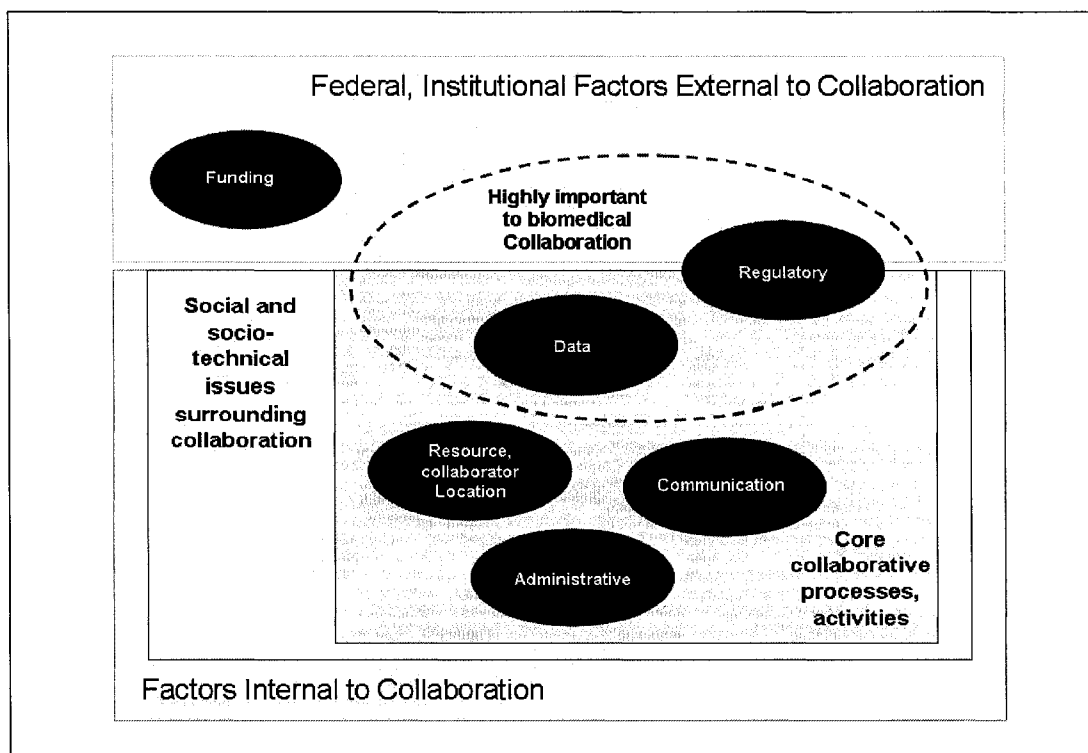 Federal, Institutional Factors External to Collaboration
Funding
Highly important
to biomedical
Collaboration
Regulatory
Social and
socio-
technical
issues
surrounding
collaboration
Data
Resource,
collaborator
Location
Communication
Administrative
Core
collaborative
processes,
activities
Factors Internal to Collaboration